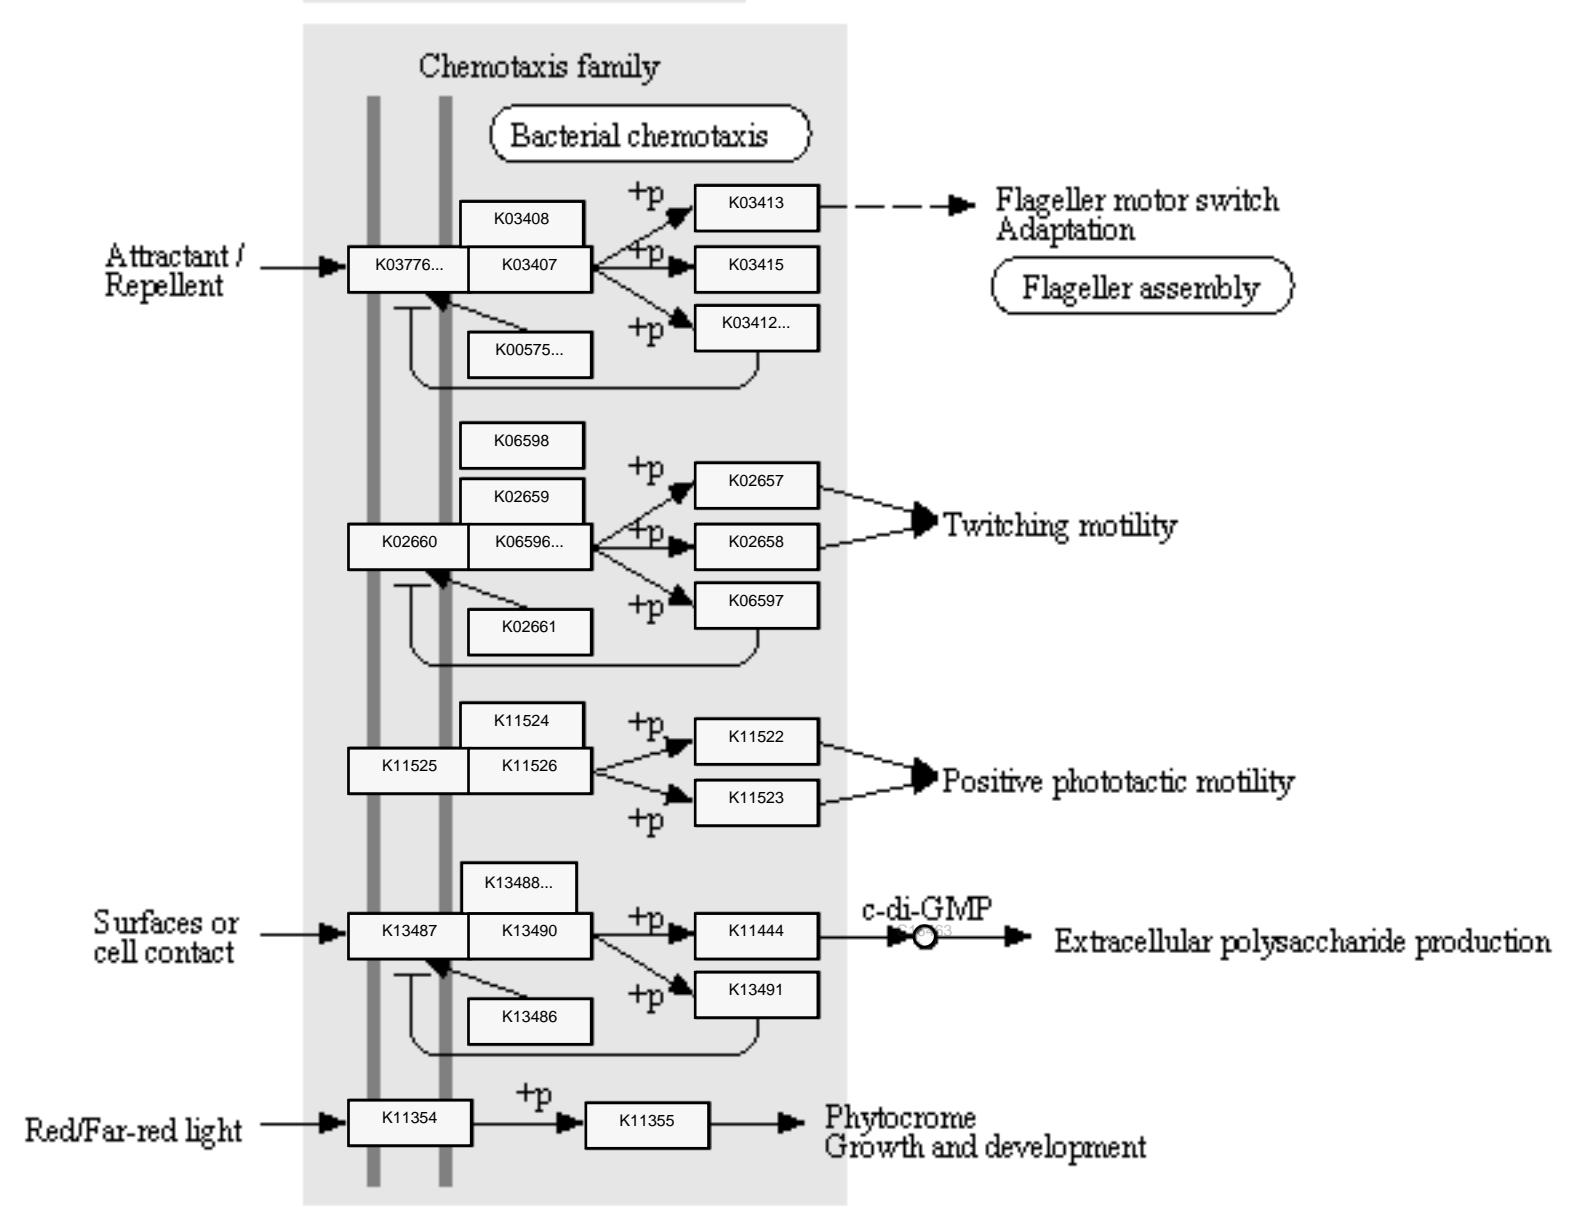 Chemotaxis family
Bacterial chemotaxis
+p
K03413
Flageller motor switch
Adaptation
K03408
Attractant /
Repellent
K03776...
K03407
+p
K03415
Flageller assembly
+p
K03412...
K00575...
K06598
+p
K02657
K02659
Twitching motility
K02660
K06596...
+p
K02658
+p
K06597
K02661
K11524
+p
K11522
K11525
K11526
Positive phototactic motility
K11523
+p
K13488...
c-di-GMP
Surfaces or
cell contact
K13487
K13490
+p
K11444
Extracellular polysaccharide production
+p
K13491
K13486
+p
Red/Far-red light
K11354
K11355
Phytocrome
Growth and development